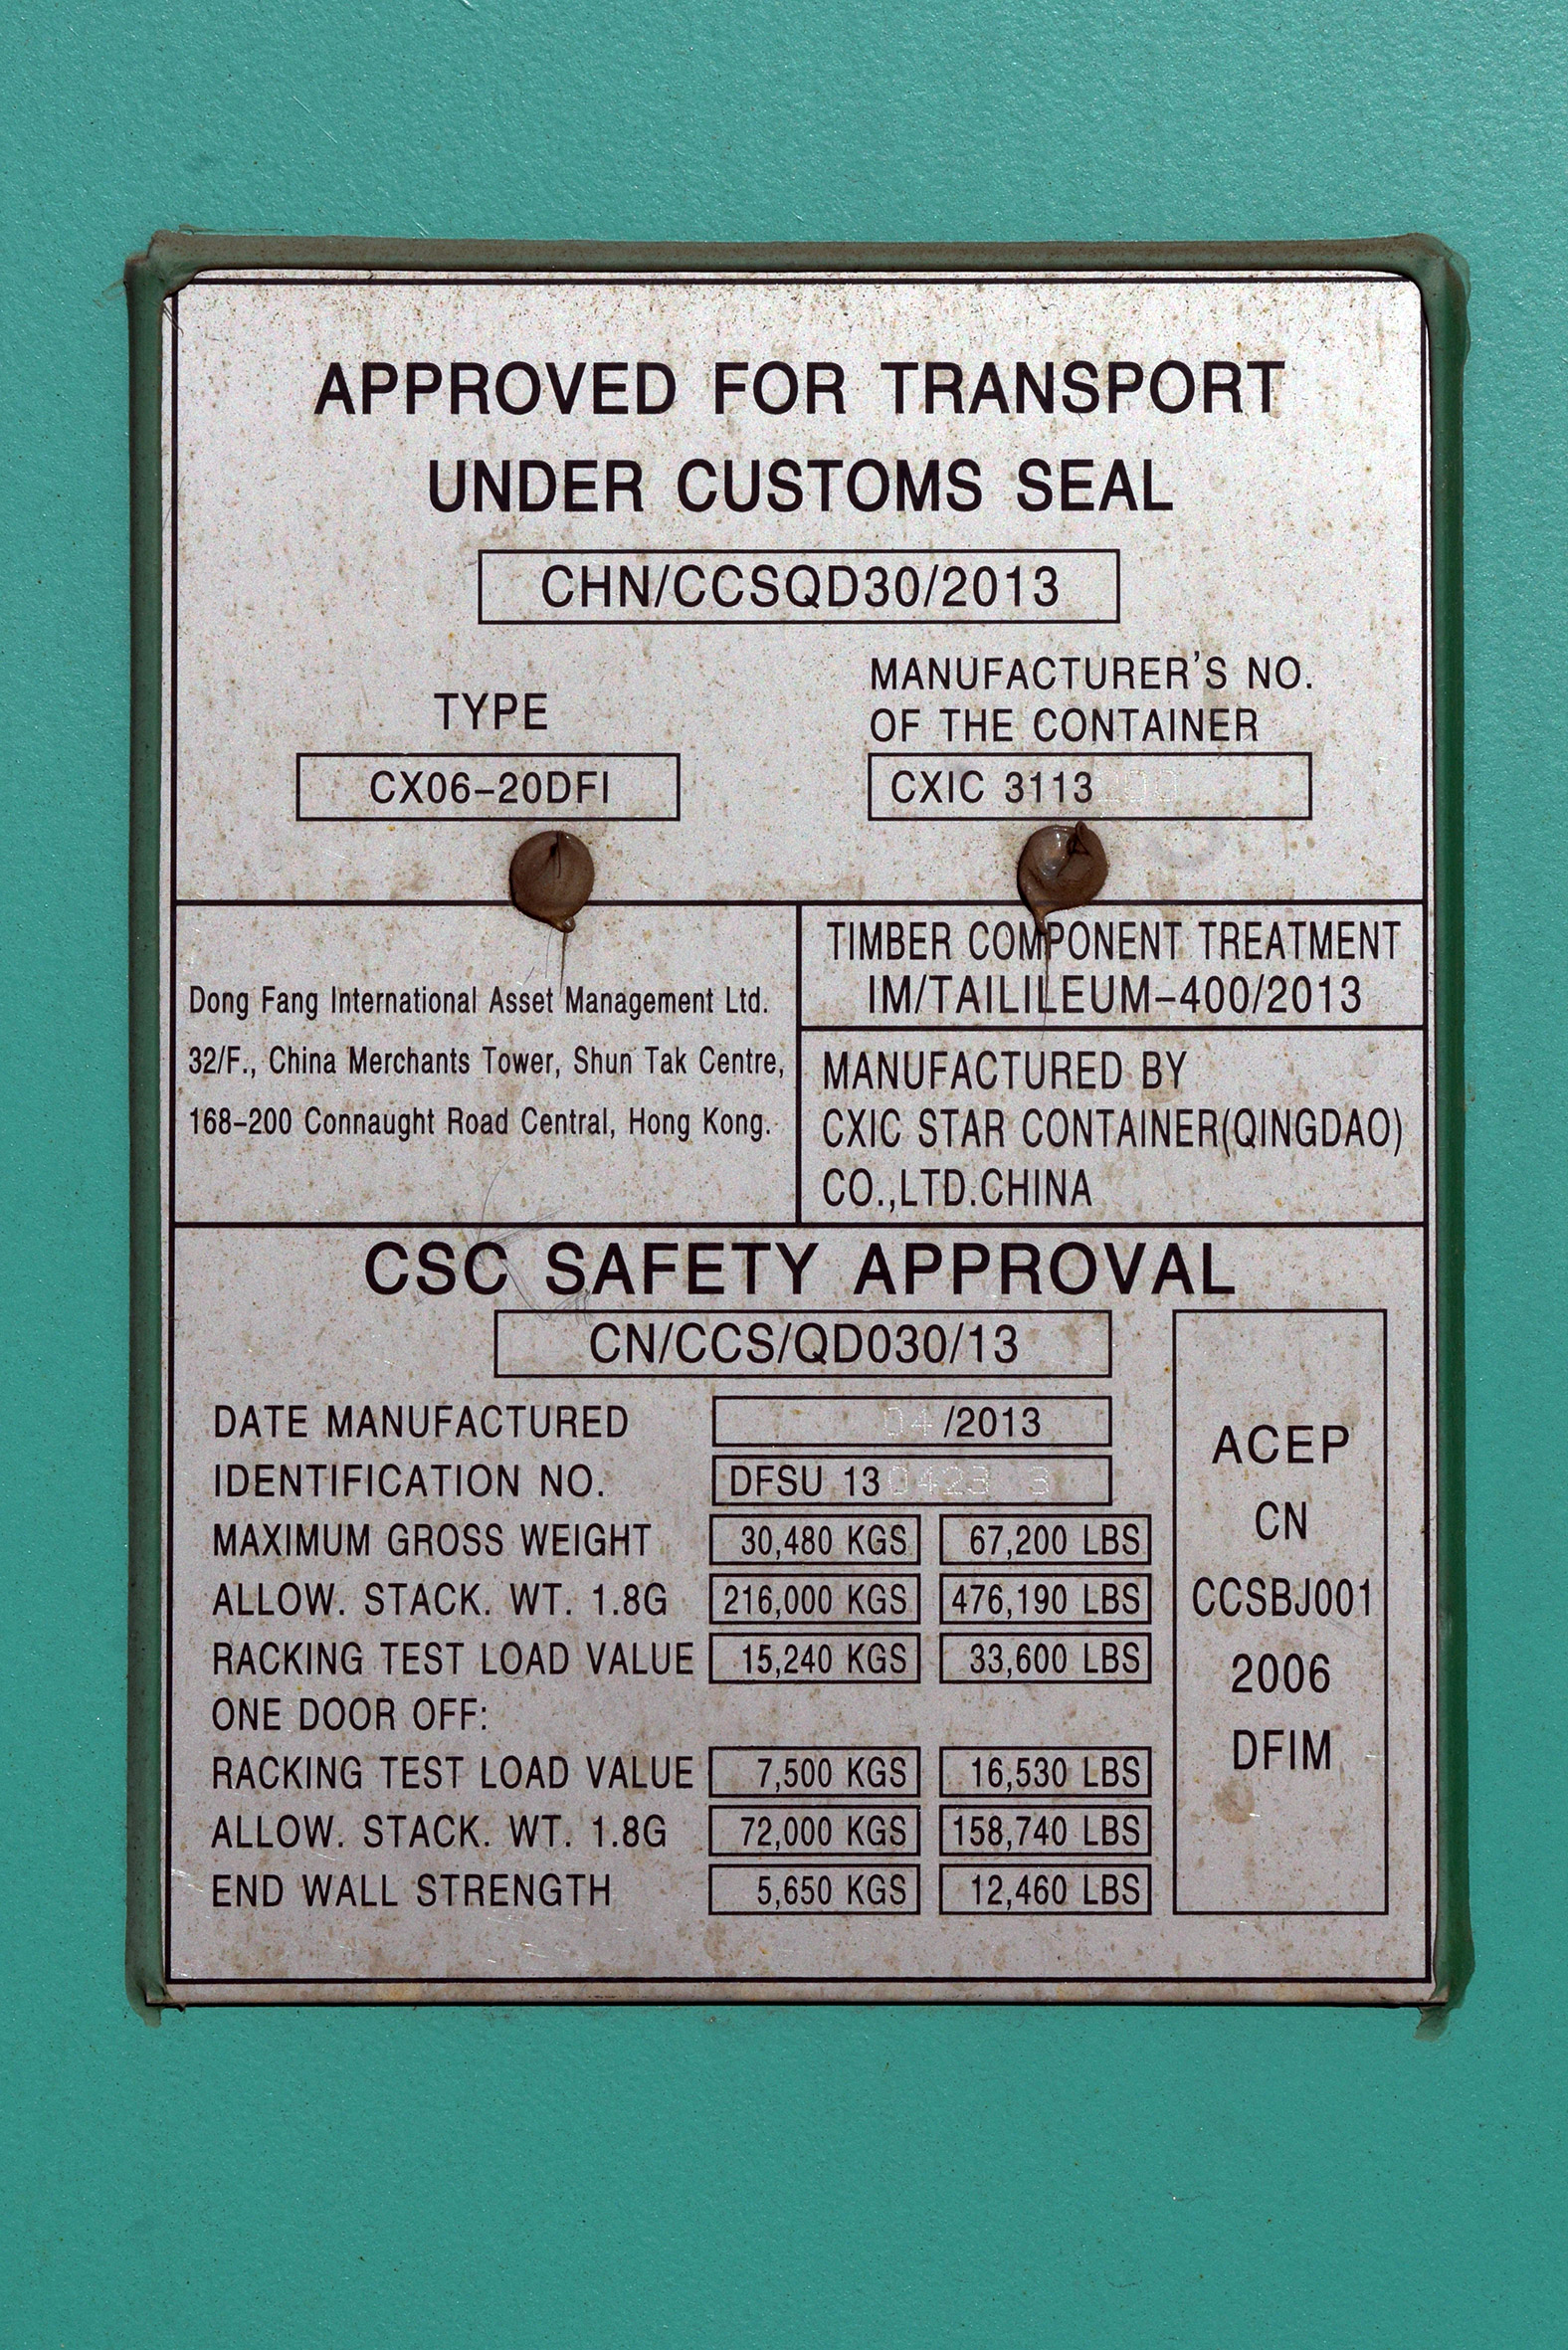 APPROVED FOR TRANSPORT
UNDER CUSTOMS SEAL
CHN/CCSQD30/2013
TYPE
CX06-20DFI
MANUFACTURER'S NO.
OF THE CONTAINER
CXIC 3113
Dong Fang International Asset Management Ltd.
32/F., China Merchants Tower, Shun Tak Centre,
168-200 Connaught Road Central, Hong Kong.
TIMBER COMPONENT TREATMENT
IM/TAILILEUM-400/2013
MANUFACTURED BY
CXIC STAR CONTAINER(QINGDAO)
CO.,LTD.CHINA
CSC SAFETY APPROVAL
CN/CCS/QD030/13
DATE MANUFACTURED 04/2013
IDENTIFICATION NO. DFSU 130423 3
MAXIMUM GROSS WEIGHT 30,480 KGS 67,200 LBS
ALLOW. STACK. WT. 1.8G 216,000 KGS 476,190 LBS
RACKING TEST LOAD VALUE 15,240 KGS 33,600 LBS
ONE DOOR OFF:
RACKING TEST LOAD VALUE 7,500 KGS 16,530 LBS
ALLOW. STACK. WT. 1.8G 72,000 KGS 158,740 LBS
END WALL STRENGTH 5,650 KGS 12,460 LBS
ACEP
CN
CCSBJ001
2006
DFIM